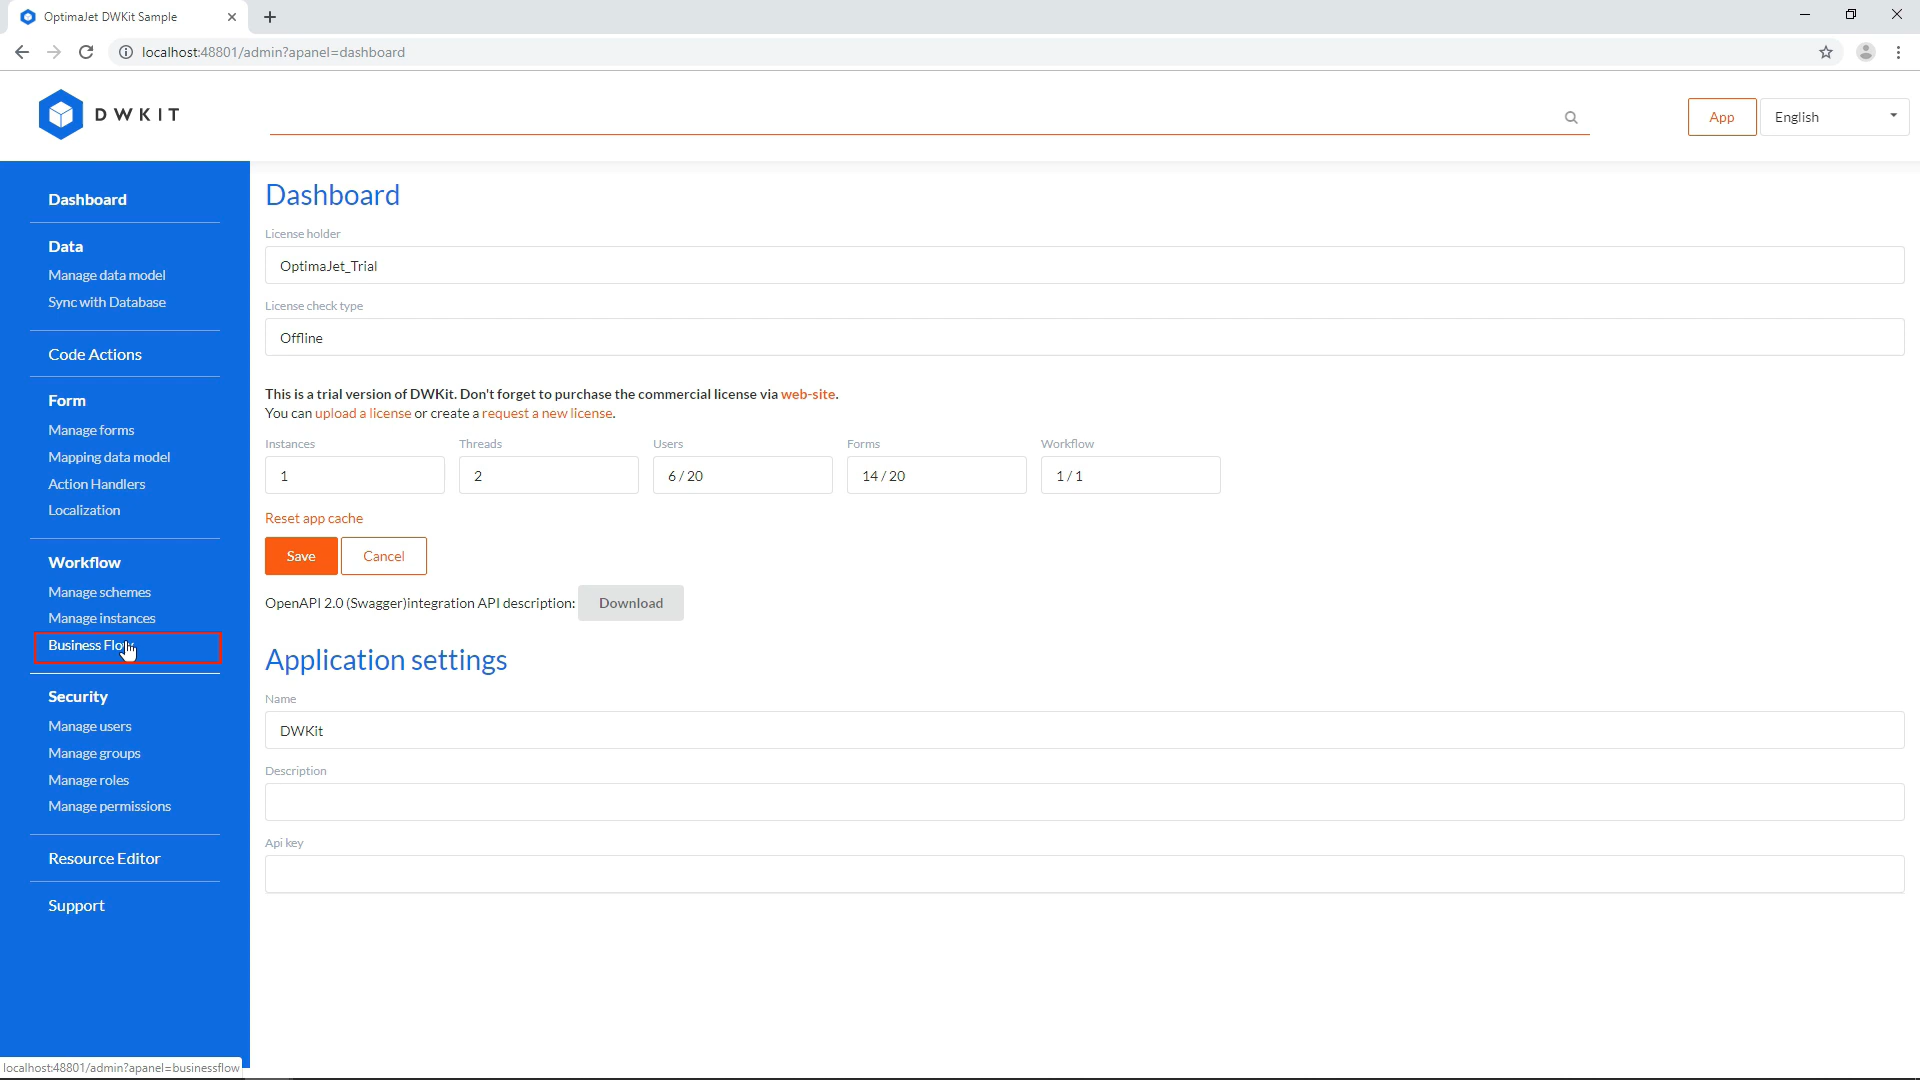 OptimaJet DWKit Sample
localhost:48801/admin?apanel=dashboard
DWKIT
App
English
Dashboard
Data
Manage data model
Sync with Database
Code Actions
Form
Manage forms
Mapping data model
Action Handlers
Localization
Workflow
Manage schemes
Manage instances
Business Flow
Security
Manage users
Manage groups
Manage roles
Manage permissions
Resource Editor
Support
localhost:48801/admin?apanel=businessflow
Dashboard
License holder
OptimaJet_Trial
License check type
Offline
This is a trial version of DWKit. Don't forget to purchase the commercial license via web-site.
You can upload a license or create a request a new license.
Instances Threads Users Forms Workflow
1 2 6 / 20 14 / 20 1 / 1
Reset app cache
Save Cancel
OpenAPI 2.0 (Swagger)integration API description: Download
Application settings
Name
DWKit
Description
Api key